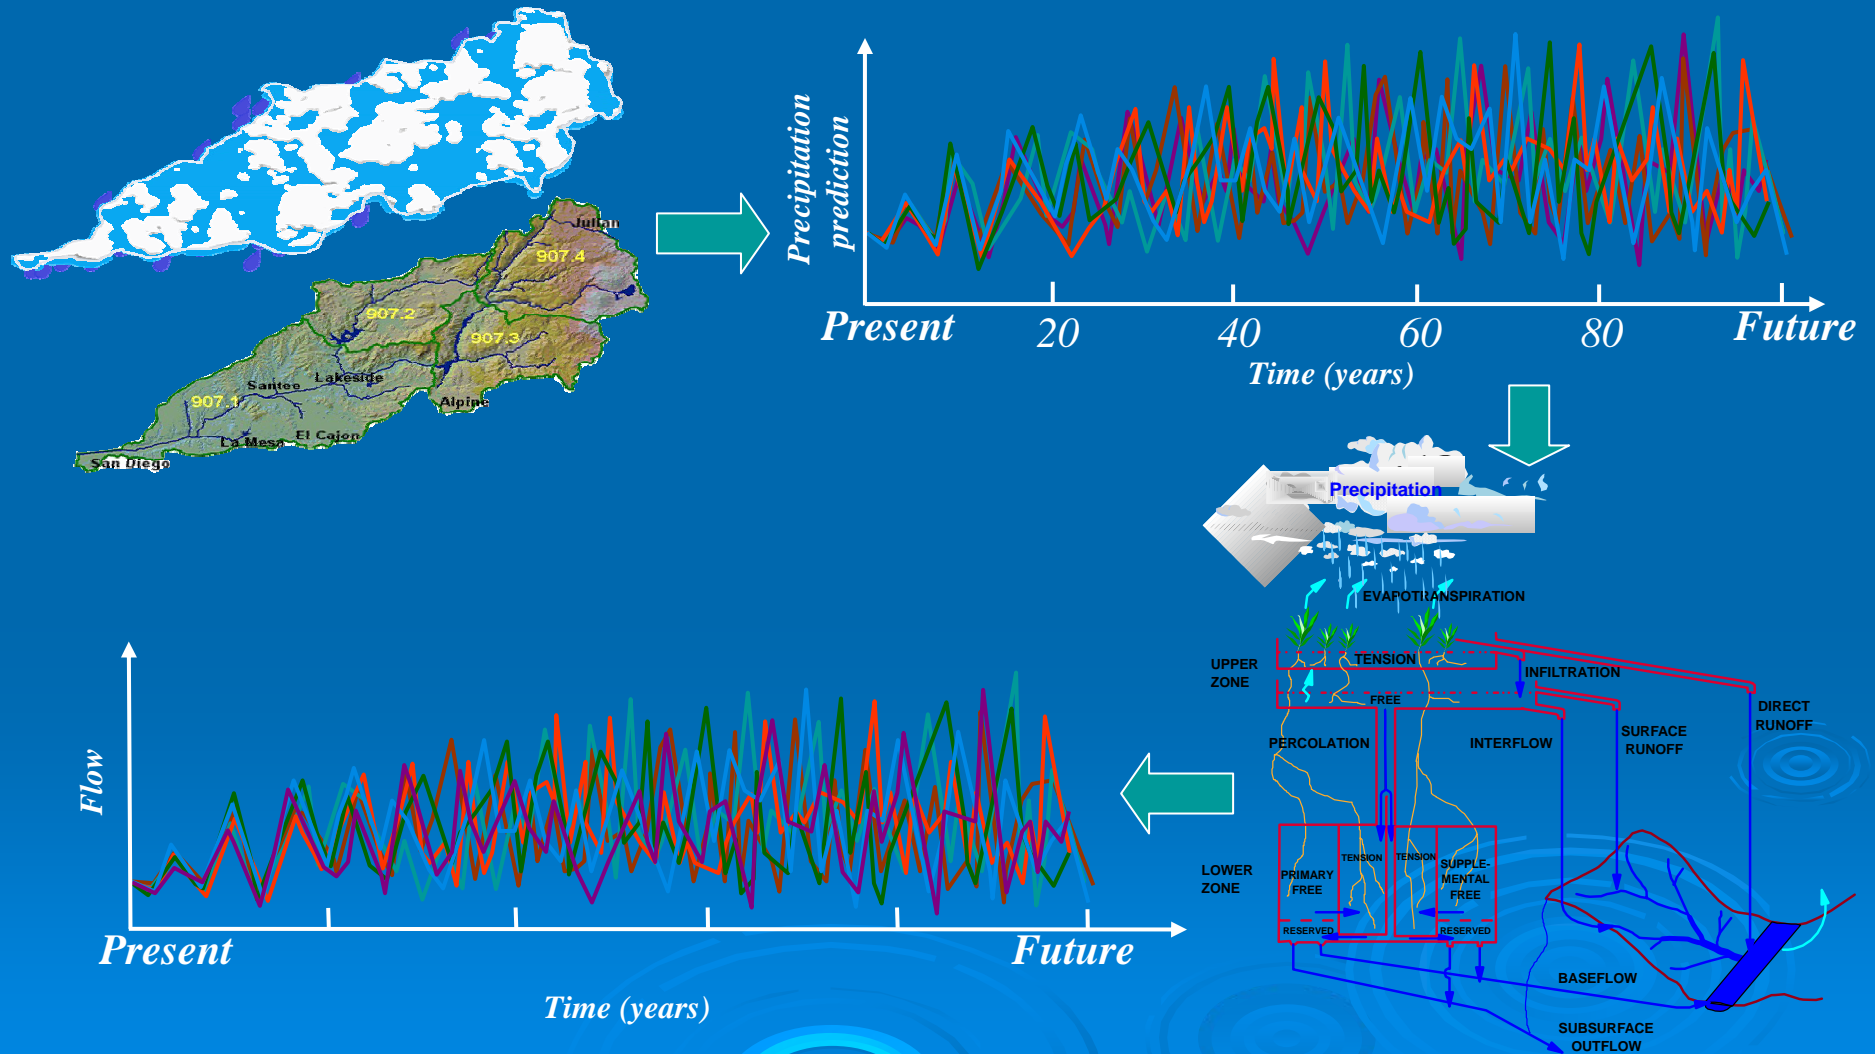 Julian
907.4
907.2
907.3
Lakeside
Santee
907.1
Alpine
El Cajon
La Mesa
San Diego
Precipitation
prediction
Present
20
40
60
80
Future
Time (years)
Precipitation
EVAPOTRANSPIRATION
UPPER
ZONE
TENSION
INFILTRATION
FREE
DIRECT
RUNOFF
PERCOLATION
INTERFLOW
SURFACE
RUNOFF
LOWER
ZONE
PRIMARY
FREE
TENSION
TENSION
SUPPLE-
MENTAL
FREE
RESERVED
RESERVED
BASEFLOW
SUBSURFACE
OUTFLOW
Flow
Present
Future
Time (years)